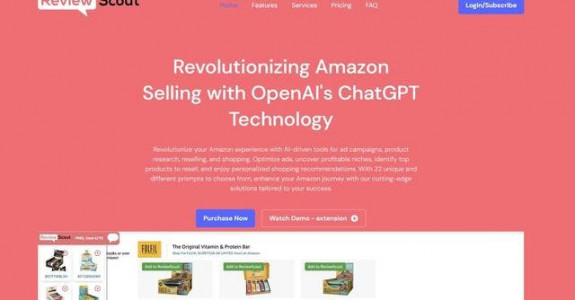 Review Scout
Home Features Services Pricing FAQ
Login/Subscribe
Revolutionizing Amazon
Selling with OpenAI's ChatGPT
Technology
Revolutionize your Amazon experience with AI-driven tools for ad campaigns, product
research, reselling, and shopping. Optimize ads, uncover profitable niches, identify top
products to resell, and enjoy personalized shopping recommendations. With 22 unique and
different prompts to choose from, enhance your Amazon journey with our cutting-edge
solutions tailored to your success.
Purchase Now
Watch Demo - extension
Review Scout
FULFIL
The Original Vitamin & Protein Bar
Add to ReviewScout
Add to ReviewScout
Add to ReviewScout